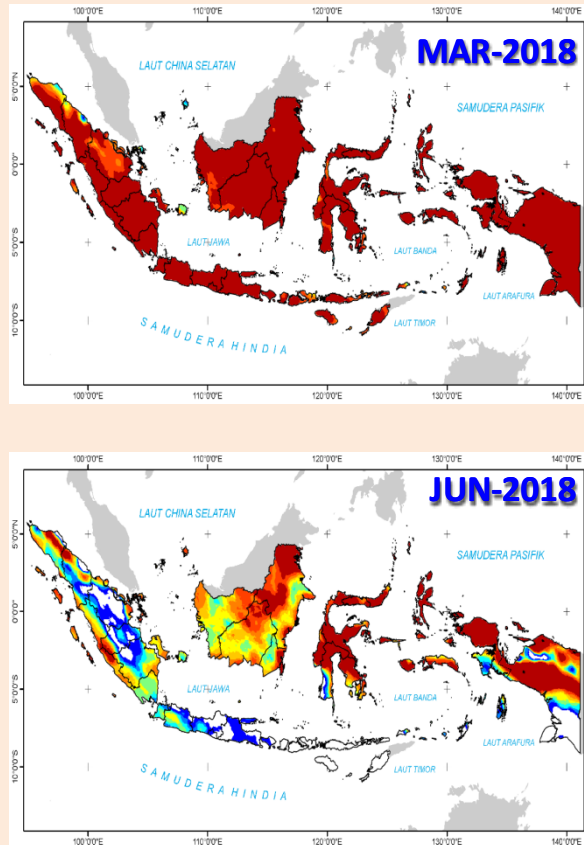 MAR-2018
100°0'0"E
110°0'0"E
120°0'0"E
130°0'0"E
140°0'0"E
5°0'0"N
0°0'0"
5°0'0"S
10°0'0"S
LAUT CHINA SELATAN
SAMUDERA PASIFIK
LAUT JAWA
LAUT BANDA
LAUT ARAFURA
LAUT TIMOR
SAMUDERA HINDIA
100°0'0"E
110°0'0"E
120°0'0"E
130°0'0"E
140°0'0"E
JUN-2018
100°0'0"E
110°0'0"E
120°0'0"E
130°0'0"E
140°0'0"E
5°0'0"N
0°0'0"
5°0'0"S
10°0'0"S
LAUT CHINA SELATAN
SAMUDERA PASIFIK
LAUT JAWA
LAUT BANDA
LAUT ARAFURA
LAUT TIMOR
SAMUDERA HINDIA
100°0'0"E
110°0'0"E
120°0'0"E
130°0'0"E
140°0'0"E